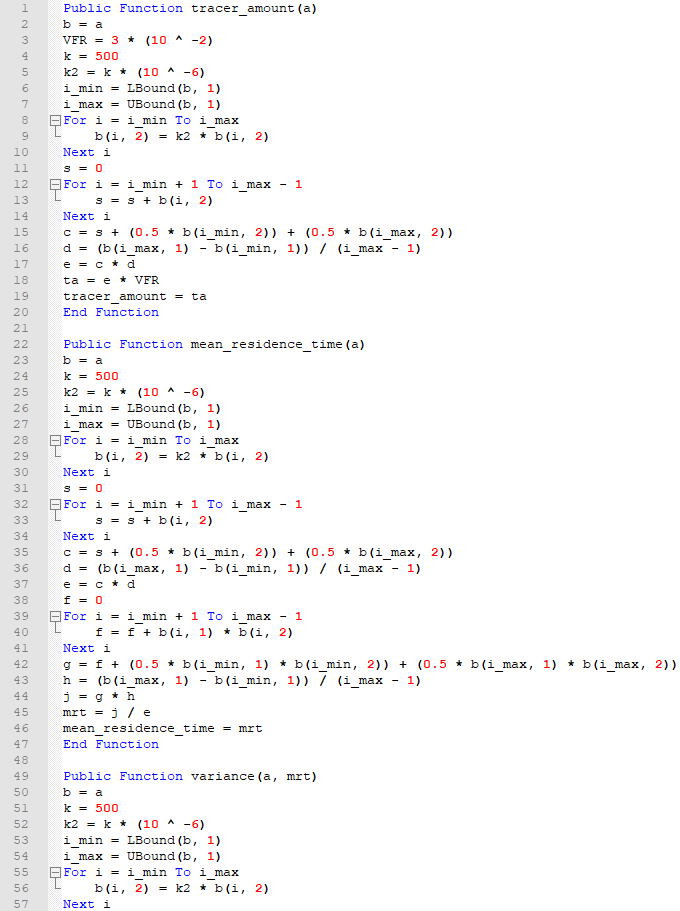 1 Public Function tracer_amount(a)
2 b = a
3 VFR = 3 * (10 ^ -2)
4 k = 500
5 k2 = k * (10 ^ -6)
6 i_min = LBound(b, 1)
7 i_max = UBound(b, 1)
8 For i = i_min To i_max
9 b(i, 2) = k2 * b(i, 2)
10 Next i
11 s = 0
12 For i = i_min + 1 To i_max - 1
13 s = s + b(i, 2)
14 Next i
15 c = s + (0.5 * b(i_min, 2)) + (0.5 * b(i_max, 2))
16 d = (b(i_max, 1) - b(i_min, 1)) / (i_max - 1)
17 e = c * d
18 ta = e * VFR
19 tracer_amount = ta
20 End Function
21
22 Public Function mean_residence_time(a)
23 b = a
24 k = 500
25 k2 = k * (10 ^ -6)
26 i_min = LBound(b, 1)
27 i_max = UBound(b, 1)
28 For i = i_min To i_max
29 b(i, 2) = k2 * b(i, 2)
30 Next i
31 s = 0
32 For i = i_min + 1 To i_max - 1
33 s = s + b(i, 2)
34 Next i
35 c = s + (0.5 * b(i_min, 2)) + (0.5 * b(i_max, 2))
36 d = (b(i_max, 1) - b(i_min, 1)) / (i_max - 1)
37 e = c * d
38 f = 0
39 For i = i_min + 1 To i_max - 1
40 f = f + b(i, 1) * b(i, 2)
41 Next i
42 g = f + (0.5 * b(i_min, 1) * b(i_min, 2)) + (0.5 * b(i_max, 1) * b(i_max, 2))
43 h = (b(i_max, 1) - b(i_min, 1)) / (i_max - 1)
44 j = g * h
45 mrt = j / e
46 mean_residence_time = mrt
47 End Function
48
49 Public Function variance(a, mrt)
50 b = a
51 k = 500
52 k2 = k * (10 ^ -6)
53 i_min = LBound(b, 1)
54 i_max = UBound(b, 1)
55 For i = i_min To i_max
56 b(i, 2) = k2 * b(i, 2)
57 Next i